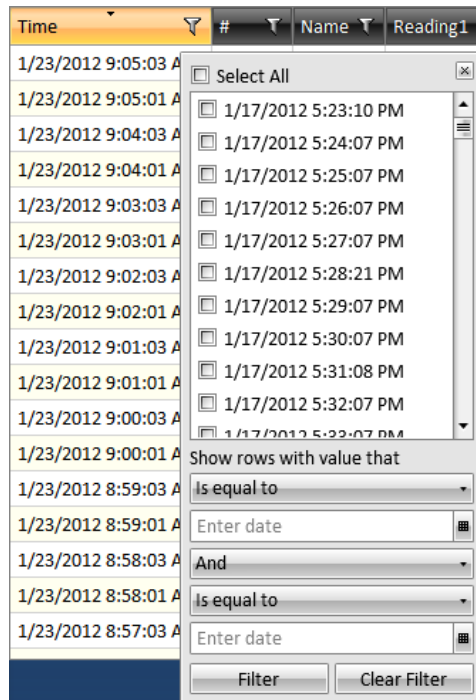 Time # Name Reading1
1/23/2012 9:05:03 A
1/23/2012 9:05:01 A
1/23/2012 9:04:03 A
1/23/2012 9:04:01 A
1/23/2012 9:03:03 A
1/23/2012 9:03:01 A
1/23/2012 9:02:03 A
1/23/2012 9:02:01 A
1/23/2012 9:01:03 A
1/23/2012 9:01:01 A
1/23/2012 9:00:03 A
1/23/2012 9:00:01 A
1/23/2012 8:59:03 A
1/23/2012 8:59:01 A
1/23/2012 8:58:03 A
1/23/2012 8:58:01 A
1/23/2012 8:57:03 A
Select All
1/17/2012 5:23:10 PM
1/17/2012 5:24:07 PM
1/17/2012 5:25:07 PM
1/17/2012 5:26:07 PM
1/17/2012 5:27:07 PM
1/17/2012 5:28:21 PM
1/17/2012 5:29:07 PM
1/17/2012 5:30:07 PM
1/17/2012 5:31:08 PM
1/17/2012 5:32:07 PM
1/17/2012 5:33:07 PM
Show rows with value that
Is equal to
Enter date
And
Is equal to
Enter date
Filter Clear Filter